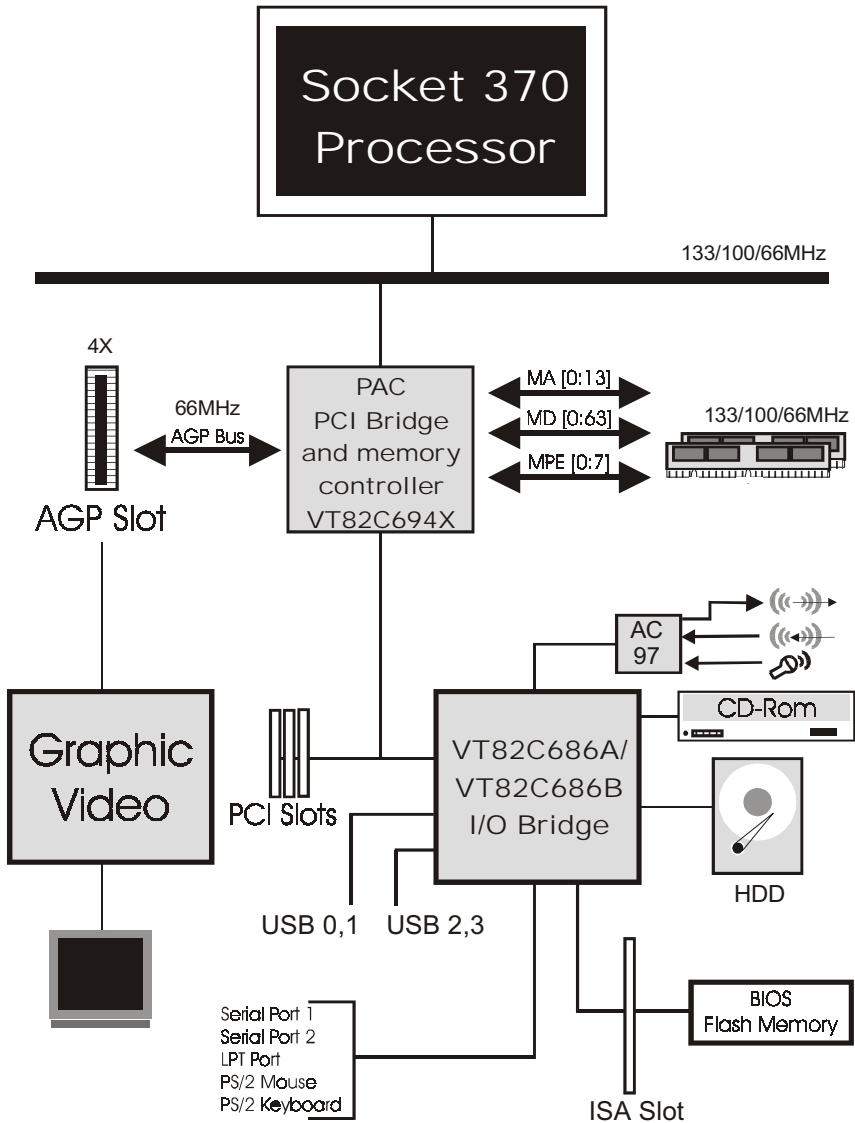 Socket 370
Processor
133/100/66MHz
4X
66MHz
AGP Bus
AGP Slot
PAC
PCI Bridge
and memory
controller
VT82C694X
MA [0:13]
MD [0:63]
MPE [0:7]
133/100/66MHz
AC
97
CD-Rom
Graphic
Video
PCI Slots
VT82C686A/
VT82C686B
I/O Bridge
HDD
USB 0,1
USB 2,3
Serial Port 1
Serial Port 2
LPT Port
PS/2 Mouse
PS/2 Keyboard
BIOS
Flash Memory
ISA Slot